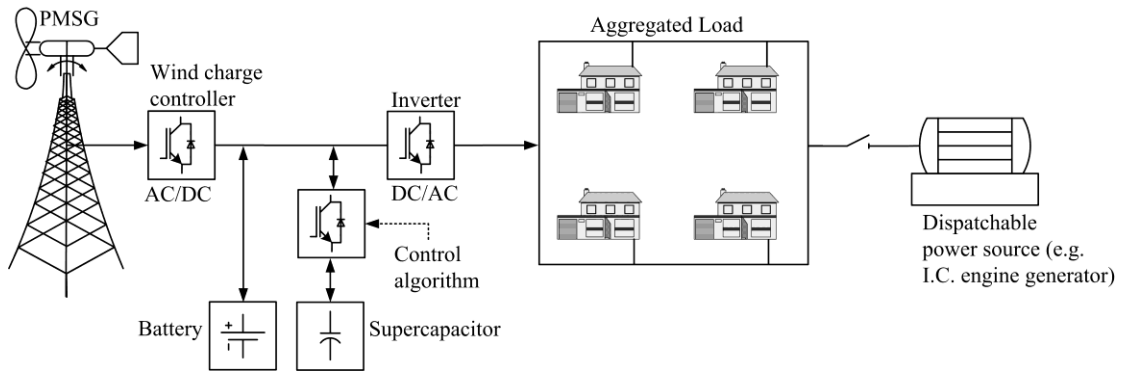 PMSG
Aggregated Load
Wind charge
controller
Inverter
AC/DC
DC/AC
Control
algorithm
Dispatchable
power source (e.g.
I.C. engine generator)
Battery
+
-
Supercapacitor